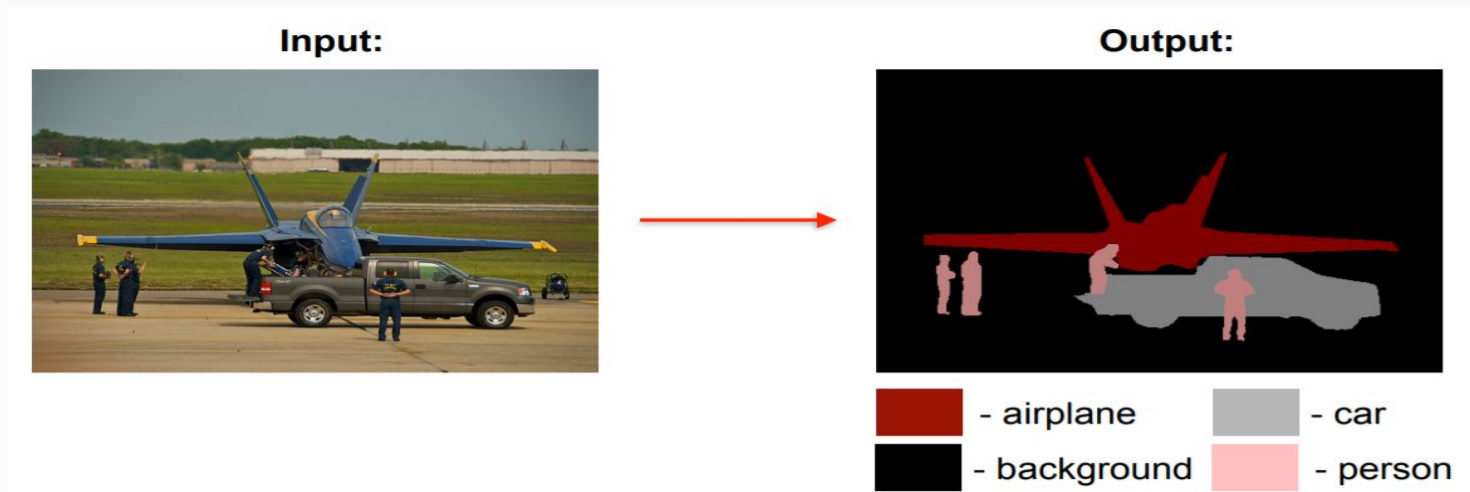 Input:
Output:
- airplane
- car
- background
- person